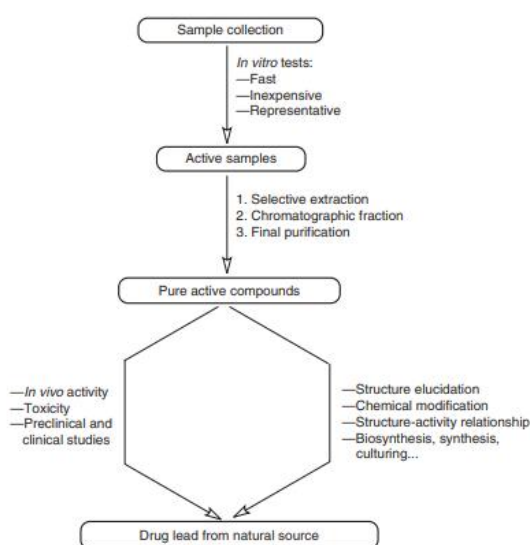 Sample collection
In vitro tests:
—Fast
—Inexpensive
—Representative
Active samples
1. Selective extraction
2. Chromatographic fraction
3. Final purification
Pure active compounds
—In vivo activity
—Toxicity
—Preclinical and
clinical studies
—Structure elucidation
—Chemical modification
—Structure-activity relationship
—Biosynthesis, synthesis,
culturing...
Drug lead from natural source